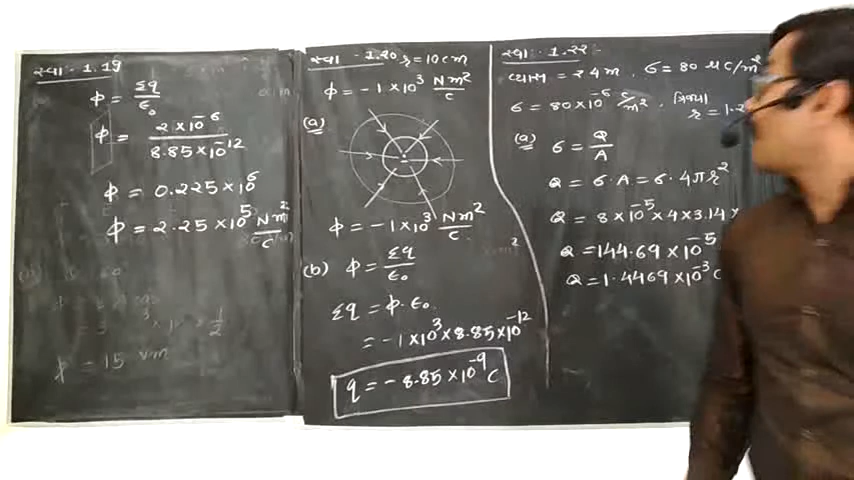 स्वा :- 1.19
ϕ = Σq/ε₀
ϕ = 2×10⁻⁶/8.85×10⁻¹²
ϕ = 0.225×10⁶
ϕ = 2.25×10⁵ Nm²/C
स्वा :- 1.20 r = 10 cm
ϕ = -1×10³ Nm²/C
(a)
ϕ = -1×10³ Nm²/C.
(b) ϕ = Σq/ε₀
Σq = ϕ·ε₀
= -1×10³×8.85×10⁻¹²
q = -8.85×10⁻⁹ C
स्वा :- 1.22:-
व्यास = 2.4m. σ = 80 μC/m²
σ = 80×10⁻⁶ C/m², त्रिज्या
r = 1.2
(a) σ = Q/A
Q = σ·A = σ·4πr²
Q = 8×10⁻⁵×4×3.14×
Q = 144.69×10⁻⁵
Q = 1.4469×10⁻³ C